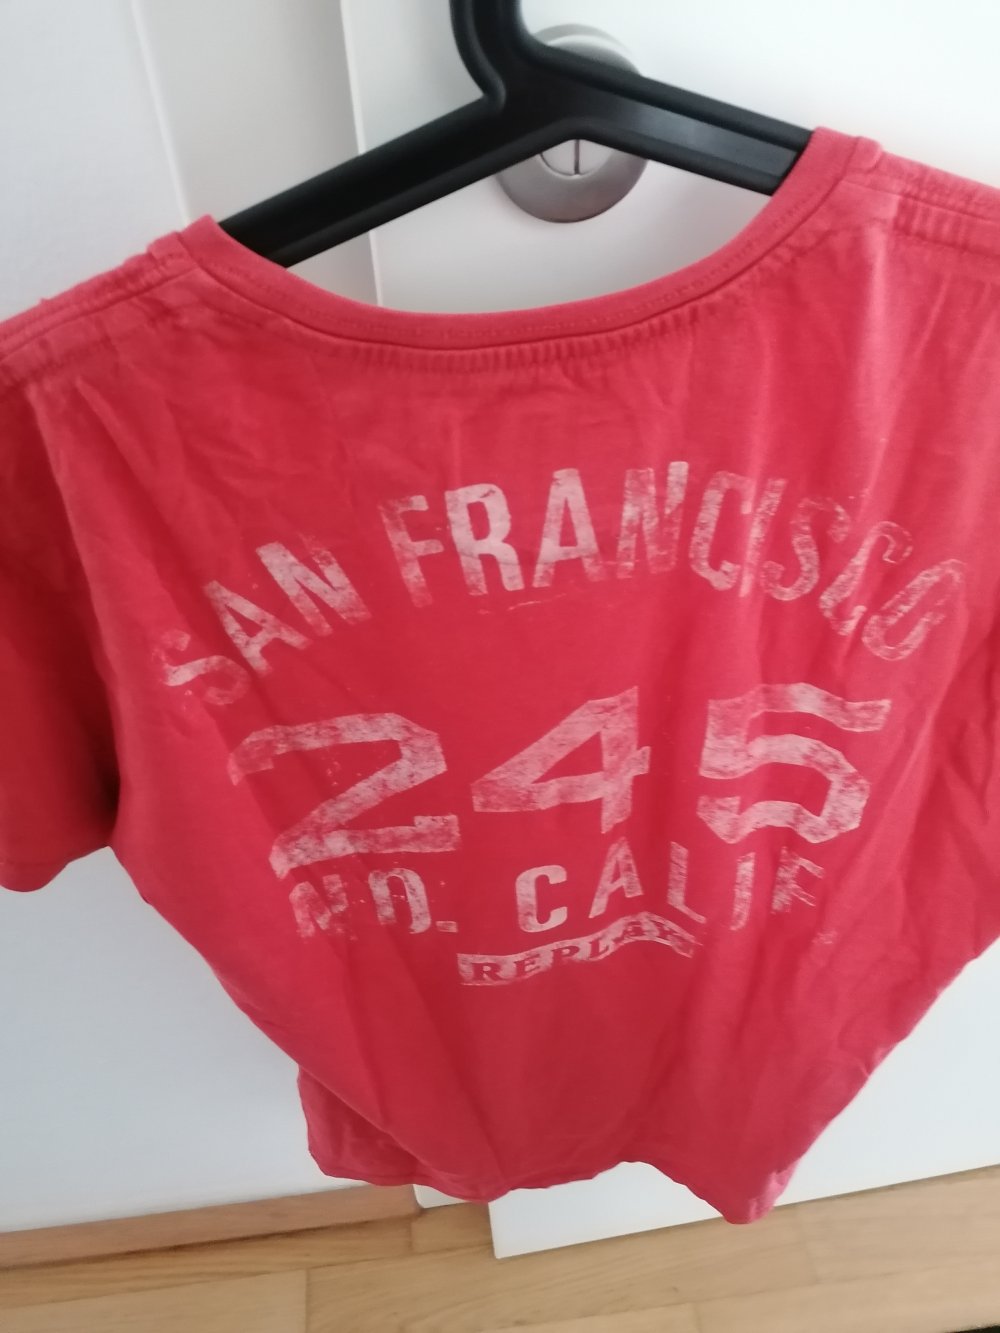 SAN FRANCISCO
245
NO. CALIF
REPLAY